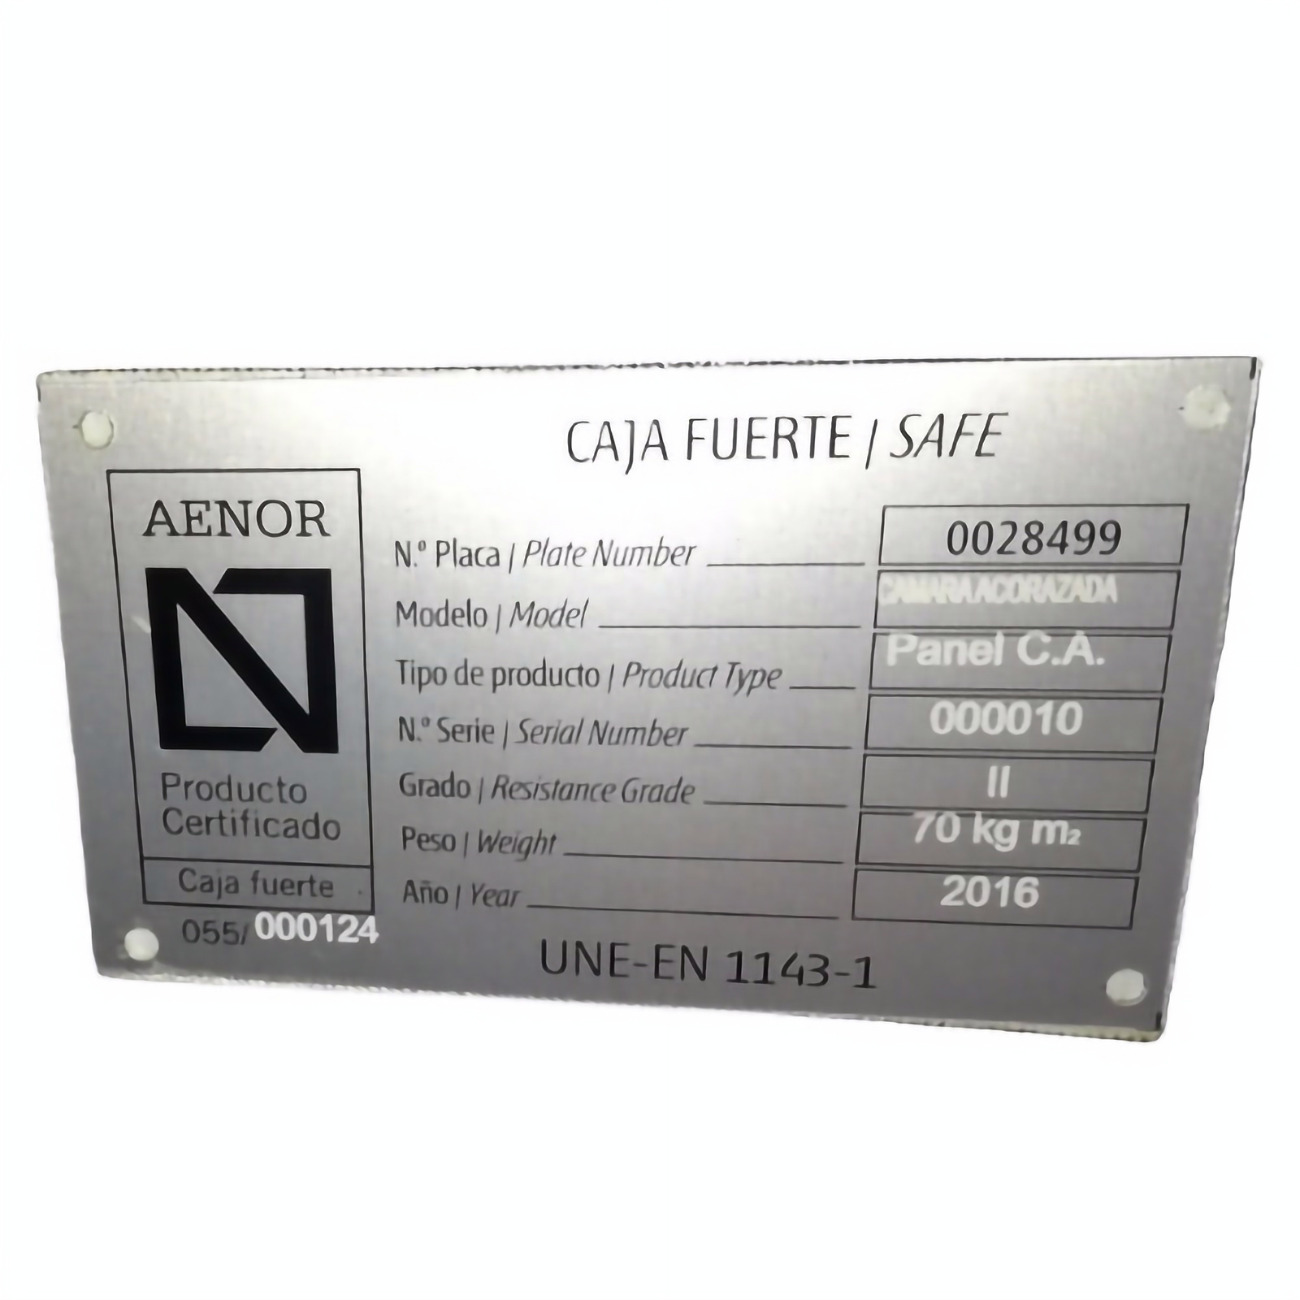 CAJA FUERTE / SAFE
AENOR
Producto
Certificado
Caja fuerte
055/000124
N.º Placa | Plate Number 0028499
Modelo | Model CAMARA ACORAZADA
Tipo de producto | Product Type Panel C.A.
N.º Serie | Serial Number 000010
Grado | Resistance Grade II
Peso | Weight 70 kg m2
Año | Year 2016
UNE-EN 1143-1